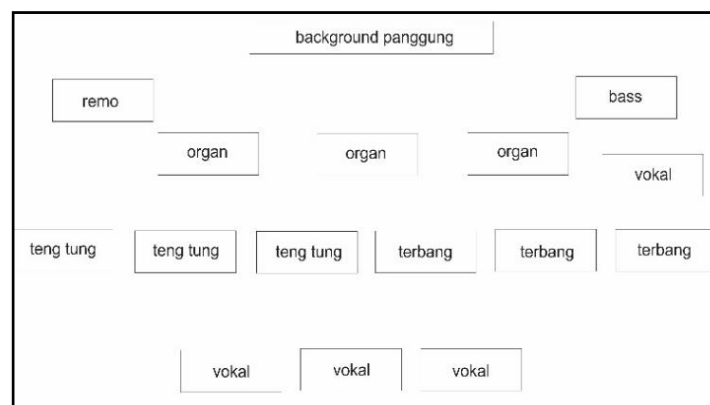 background panggung
remo
bass
organ
organ
organ
vokal
teng tung
teng tung
teng tung
terbang
terbang
terbang
vokal
vokal
vokal